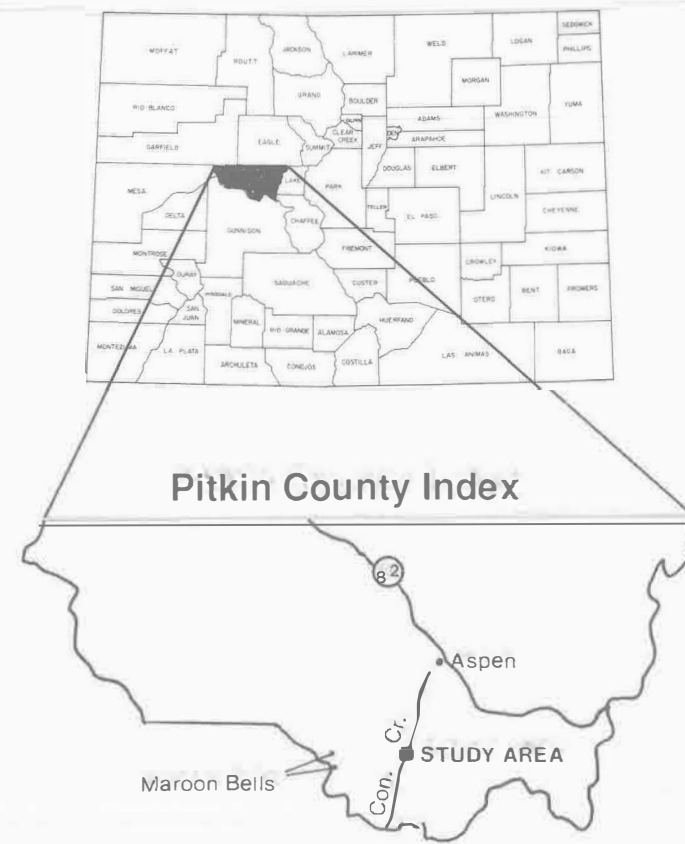 SEDGWICK
LOGAN
MOFFAT
JACKSON
LARIMER
WELD
PHILLIPS
ROUTT
MORGAN
GRAND
BOULDER
RIO BLANCO
WASHINGTON
YUMA
ADAMS
EAGLE
CLEAR CREEK
DEN
ARAPAHOE
GARFIELD
SUMMIT
JEFF
DOUGLAS
ELBERT
KIT CARSON
MESA
LAKE
PARK
LINCOLN
TELLER
CHEYENNE
DELTA
CHAFFEE
EL PASO
GUNNISON
FREMONT
KIOWA
MONTROSE
CROWLEY
OURAY
SAGUACHE
CUSTER
PUEBLO
SAN MIGUEL
HINSDALE
OTERO
BENT
PROWERS
DOLORES
SAN JUAN
MINERAL
RIO GRANDE
ALAMOSA
HUERFANO
MONTEZUMA
LA PLATA
ARCHULETA
CONEJOS
COSTILLA
LAS ANIMAS
BACA
Pitkin County Index
82
Aspen
Con. Cr.
STUDY AREA
Maroon Bells